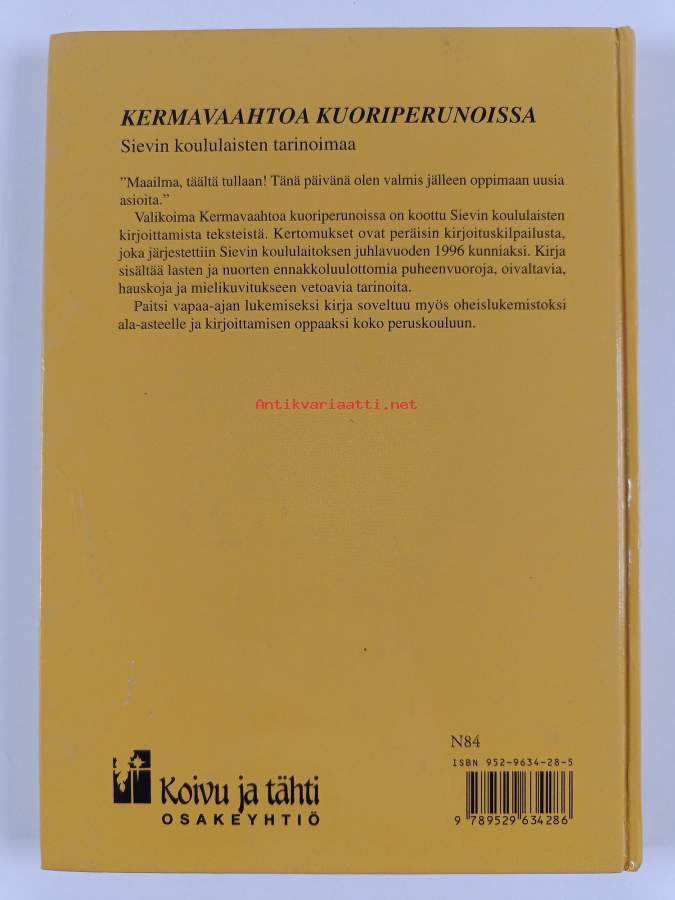 KERMAVAAHTOA KUORIPERUNOISSA
Sievin koululaisten tarinoimaa
”Maailma, täältä tullaan! Tänä päivänä olen valmis jälleen oppimaan uusia
asioita.”
Valikoima Kermavaahtoa kuoriperunoissa on koottu Sievin koululaisten
kirjoittamista teksteistä. Kertomukset ovat peräisin kirjoituskilpailusta,
joka järjestettiin Sievin koululaitoksen juhlavuoden 1996 kunniaksi. Kirja
sisältää lasten ja nuorten ennakkoluulottomia puheenvuoroja, oivaltavia,
hauskoja ja mielikuvitukseen vetoavia tarinoita.
Paitsi vapaa-ajan lukemiseksi kirja soveltuu myös oheislukemistoksi
ala-asteelle ja kirjoittamisen oppaaksi koko peruskouluun.
Antikvariaatti.net
N84
ISBN 952-9634-28-5
9 789529 634286
Koivu ja tähti
OSAKEYHTIÖ